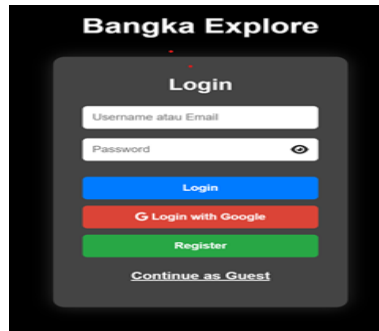 Bangka Explore
Login
Username atau Email
Password
Login
G Login with Google
Register
Continue as Guest